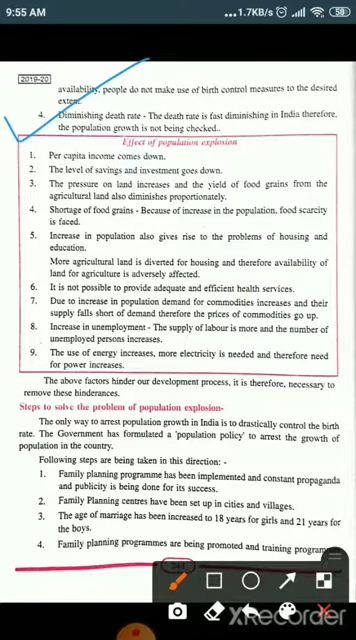 9:55 AM
...1.7KB/s
58
2019-20
availability, people do not make use of birth control measures to the desired
extent.
4. Diminishing death rate - The death rate is fast diminishing in India therefore,
the population growth is not being checked..
Effect of population explosion
1. Per capita income comes down.
2. The level of savings and investment goes down.
3. The pressure on land increases and the yield of food grains from the
agricultural land also diminishes proportionately.
4. Shortage of food grains - Because of increase in the population, food scarcity
is faced.
5. Increase in population also gives rise to the problems of housing and
education.
More agricultural land is diverted for housing and therefore availability of
land for agriculture is adversely affected.
6. It is not possible to provide adequate and efficient health services.
7. Due to increase in population demand for commodities increases and their
supply falls short of demand therefore the prices of commodities go up.
8. Increase in unemployment - The supply of labour is more and the number of
unemployed persons increases.
9. The use of energy increases, more electricity is needed and therefore need
for power increases.
The above factors hinder our development process, it is therefore, necessary to
remove these hinderances.
Steps to solve the problem of population explosion-
The only way to arrest population growth in India is to drastically control the birth
rate. The Government has formulated a 'population policy' to arrest the growth of
population in the country.
Following steps are being taken in this direction: -
1. Family planning programme has been implemented and constant propaganda
and publicity is being done for its success.
2. Family Planning centres have been set up in cities and villages.
3. The age of marriage has been increased to 18 years for girls and 21 years for
the boys.
4. Family planning programmes are being promoted and training program
241
XRecorder